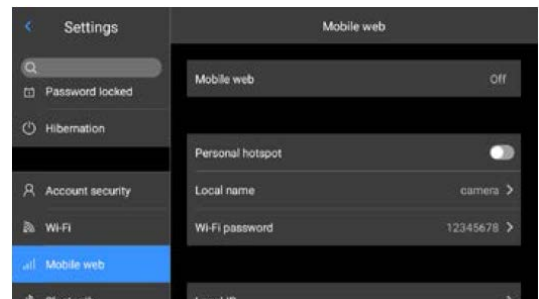 Settings
Mobile web
Password locked
Hibernation
Account security
Wi-Fi
Mobile web
Mobile web Off
Personal hotspot
Local name camera >
Wi-Fi password 12345678 >